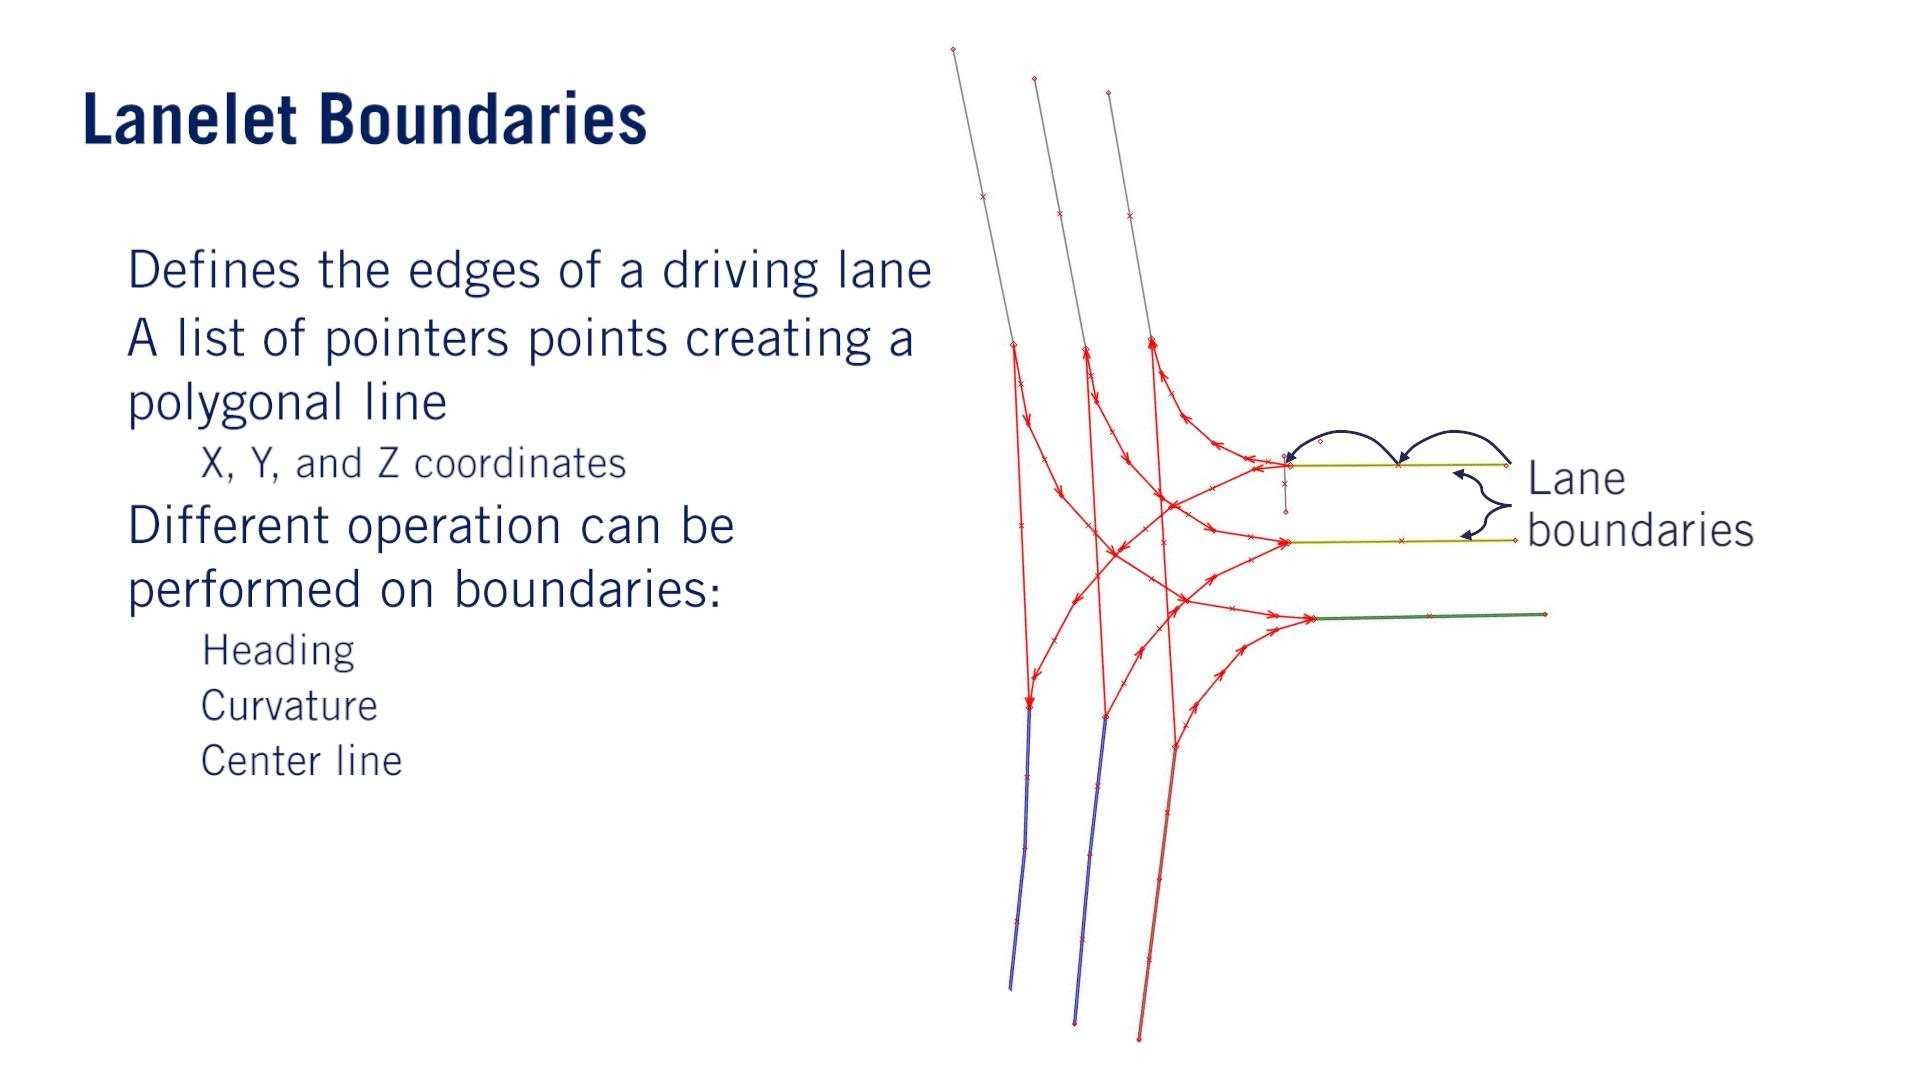 Lanelet Boundaries
Defines the edges of a driving lane
A list of pointers points creating a
polygonal line
X, Y, and Z coordinates
Different operation can be
performed on boundaries:
Heading
Curvature
Center line
Lane
boundaries